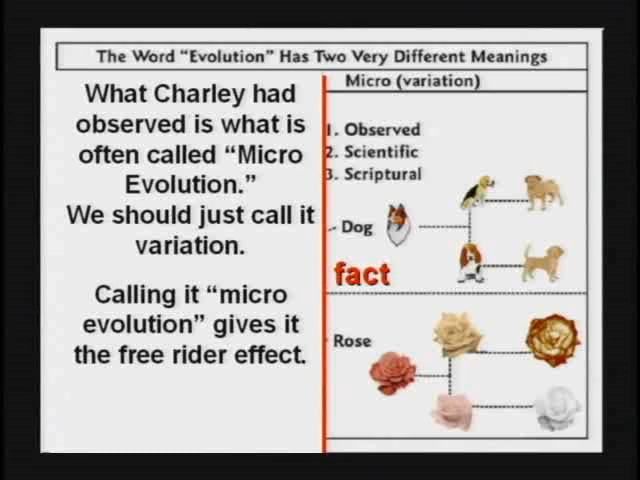 The Word “Evolution” Has Two Very Different Meanings
What Charley had
observed is what is
often called “Micro
Evolution.”
We should just call it
variation.
Calling it “micro
evolution” gives it
the free rider effect.
Micro (variation)
1. Observed
2. Scientific
3. Scriptural
Dog
fact
Rose